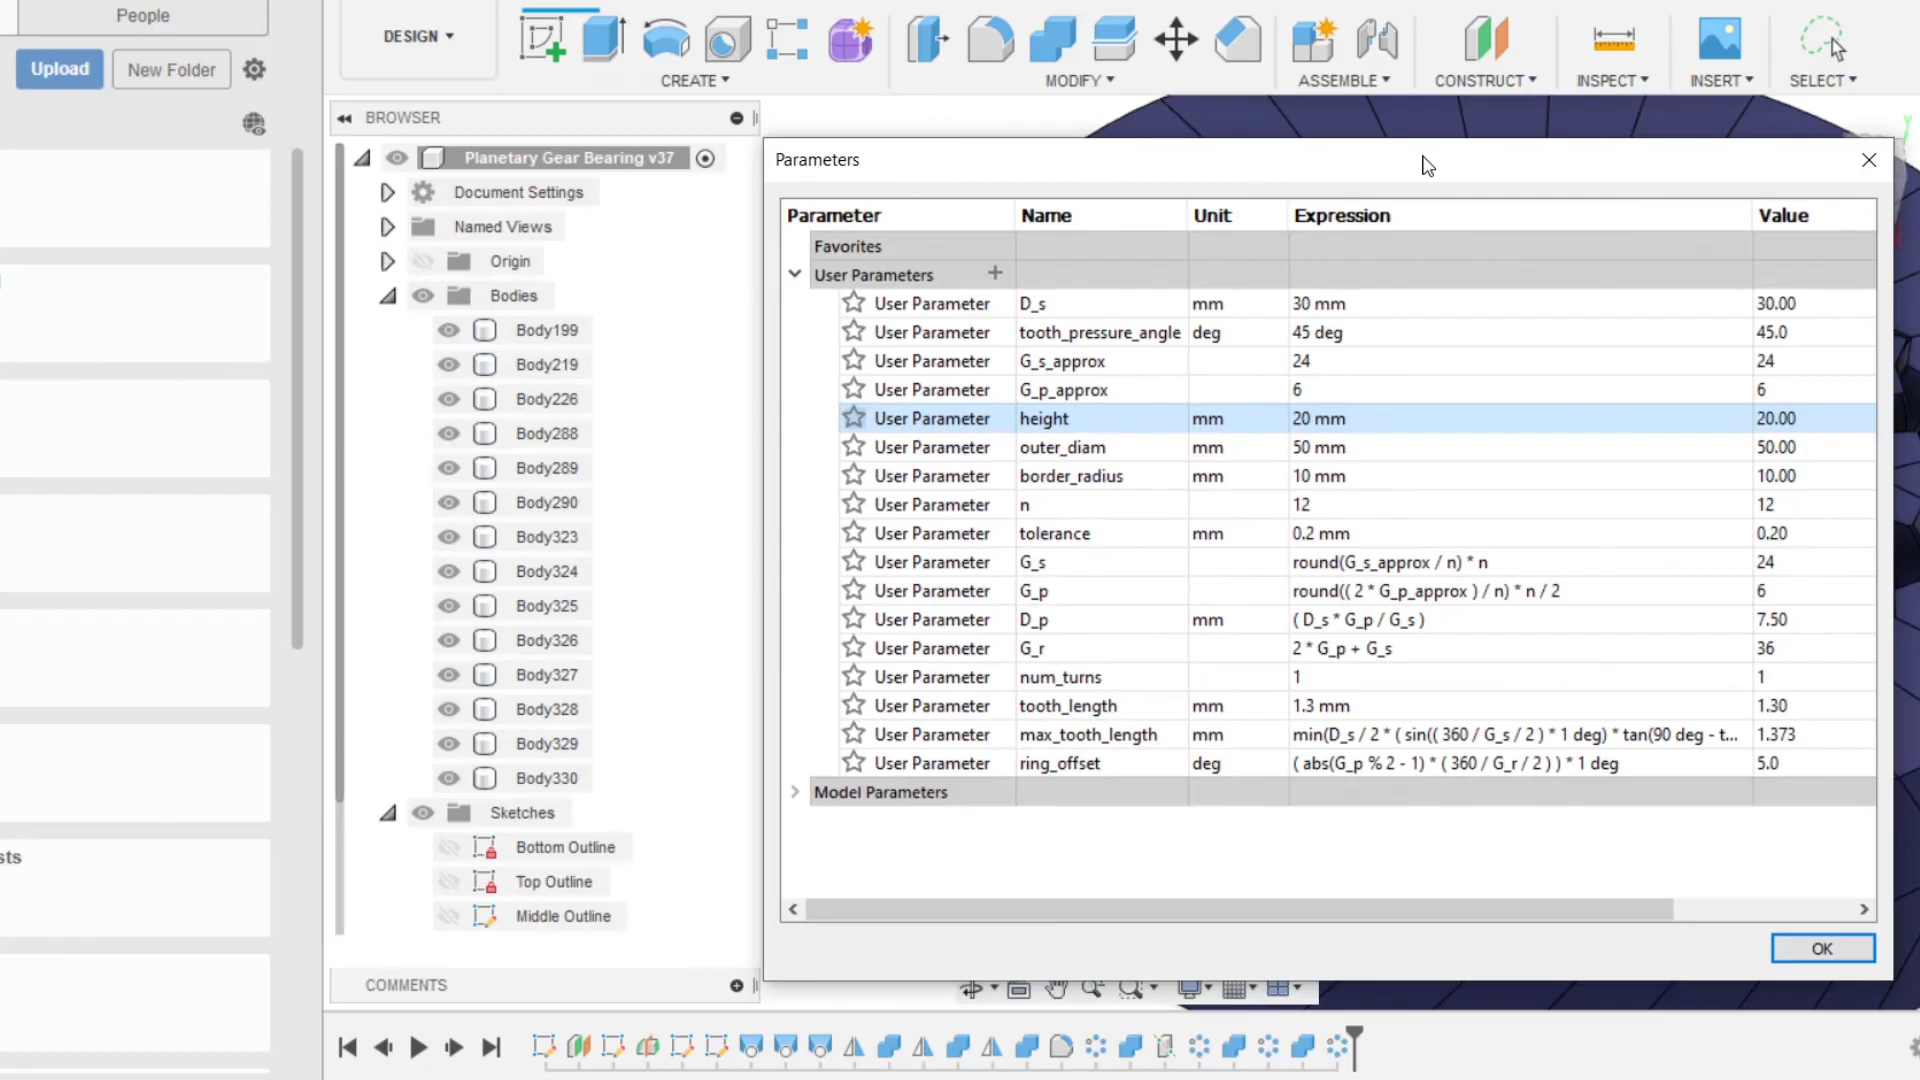 People
DESIGN
Upload
New Folder
CREATE
MODIFY
ASSEMBLE
CONSTRUCT
INSPECT
INSERT
SELECT
BROWSER
Planetary Gear Bearing v37
Document Settings
Named Views
Origin
Bodies
Body199
Body219
Body226
Body288
Body289
Body290
Body323
Body324
Body325
Body326
Body327
Body328
Body329
Body330
Sketches
Bottom Outline
Top Outline
Middle Outline
COMMENTS
sts
Parameters
Parameter Name Unit Expression Value
Favorites
User Parameters +
User Parameter D_s mm 30 mm 30.00
User Parameter tooth_pressure_angle deg 45 deg 45.0
User Parameter G_s_approx 24 24
User Parameter G_p_approx 6 6
User Parameter height mm 20 mm 20.00
User Parameter outer_diam mm 50 mm 50.00
User Parameter border_radius mm 10 mm 10.00
User Parameter n 12 12
User Parameter tolerance mm 0.2 mm 0.20
User Parameter G_s round(G_s_approx / n) * n 24
User Parameter G_p round(( 2 * G_p_approx ) / n) * n / 2 6
User Parameter D_p mm ( D_s * G_p / G_s ) 7.50
User Parameter G_r 2 * G_p + G_s 36
User Parameter num_turns 1 1
User Parameter tooth_length mm 1.3 mm 1.30
User Parameter max_tooth_length mm min(D_s / 2 * ( sin(( 360 / G_s / 2 ) * 1 deg) * tan(90 deg - t... 1.373
User Parameter ring_offset deg ( abs(G_p % 2 - 1) * ( 360 / G_r / 2 ) ) * 1 deg 5.0
Model Parameters
OK